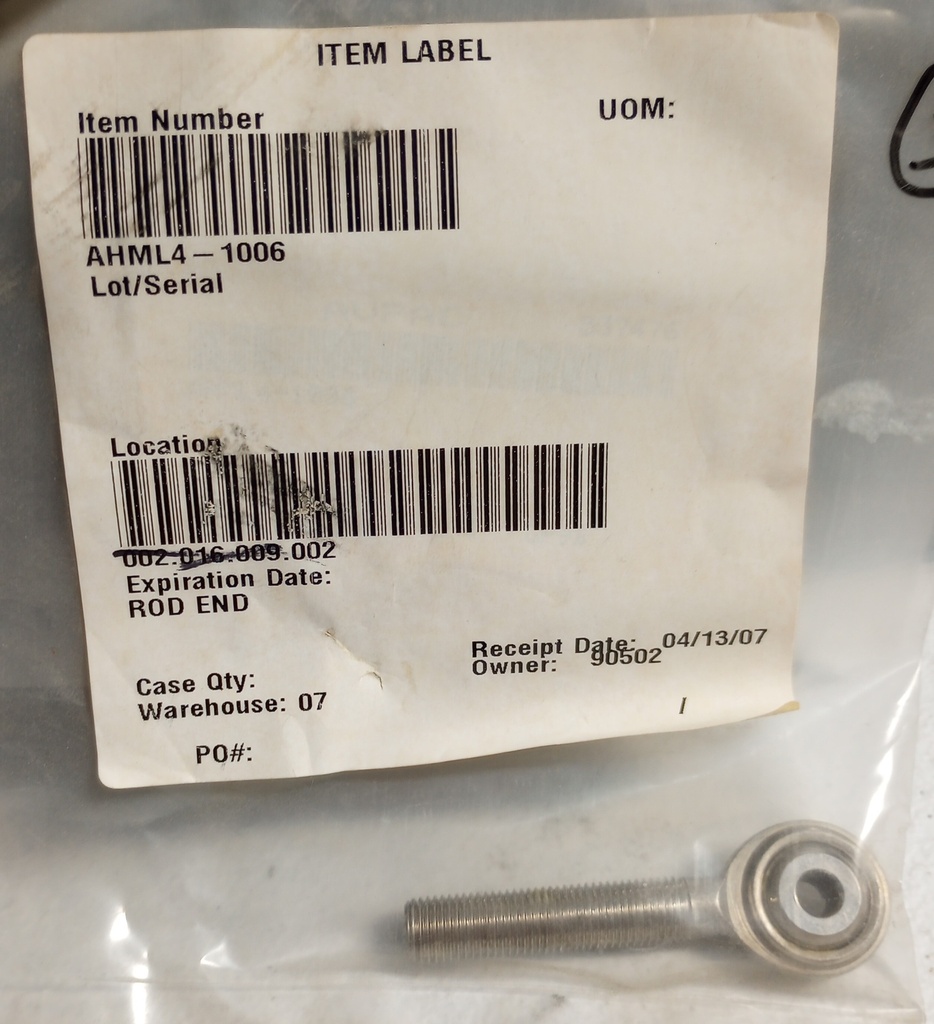 ITEM LABEL
Item Number
UOM:
AHML4-1006
Lot/Serial
Location
002.016.009.002
Expiration Date:
ROD END
Receipt Date: 04/13/07
Owner: 90502
Case Qty:
Warehouse: 07
PO#: